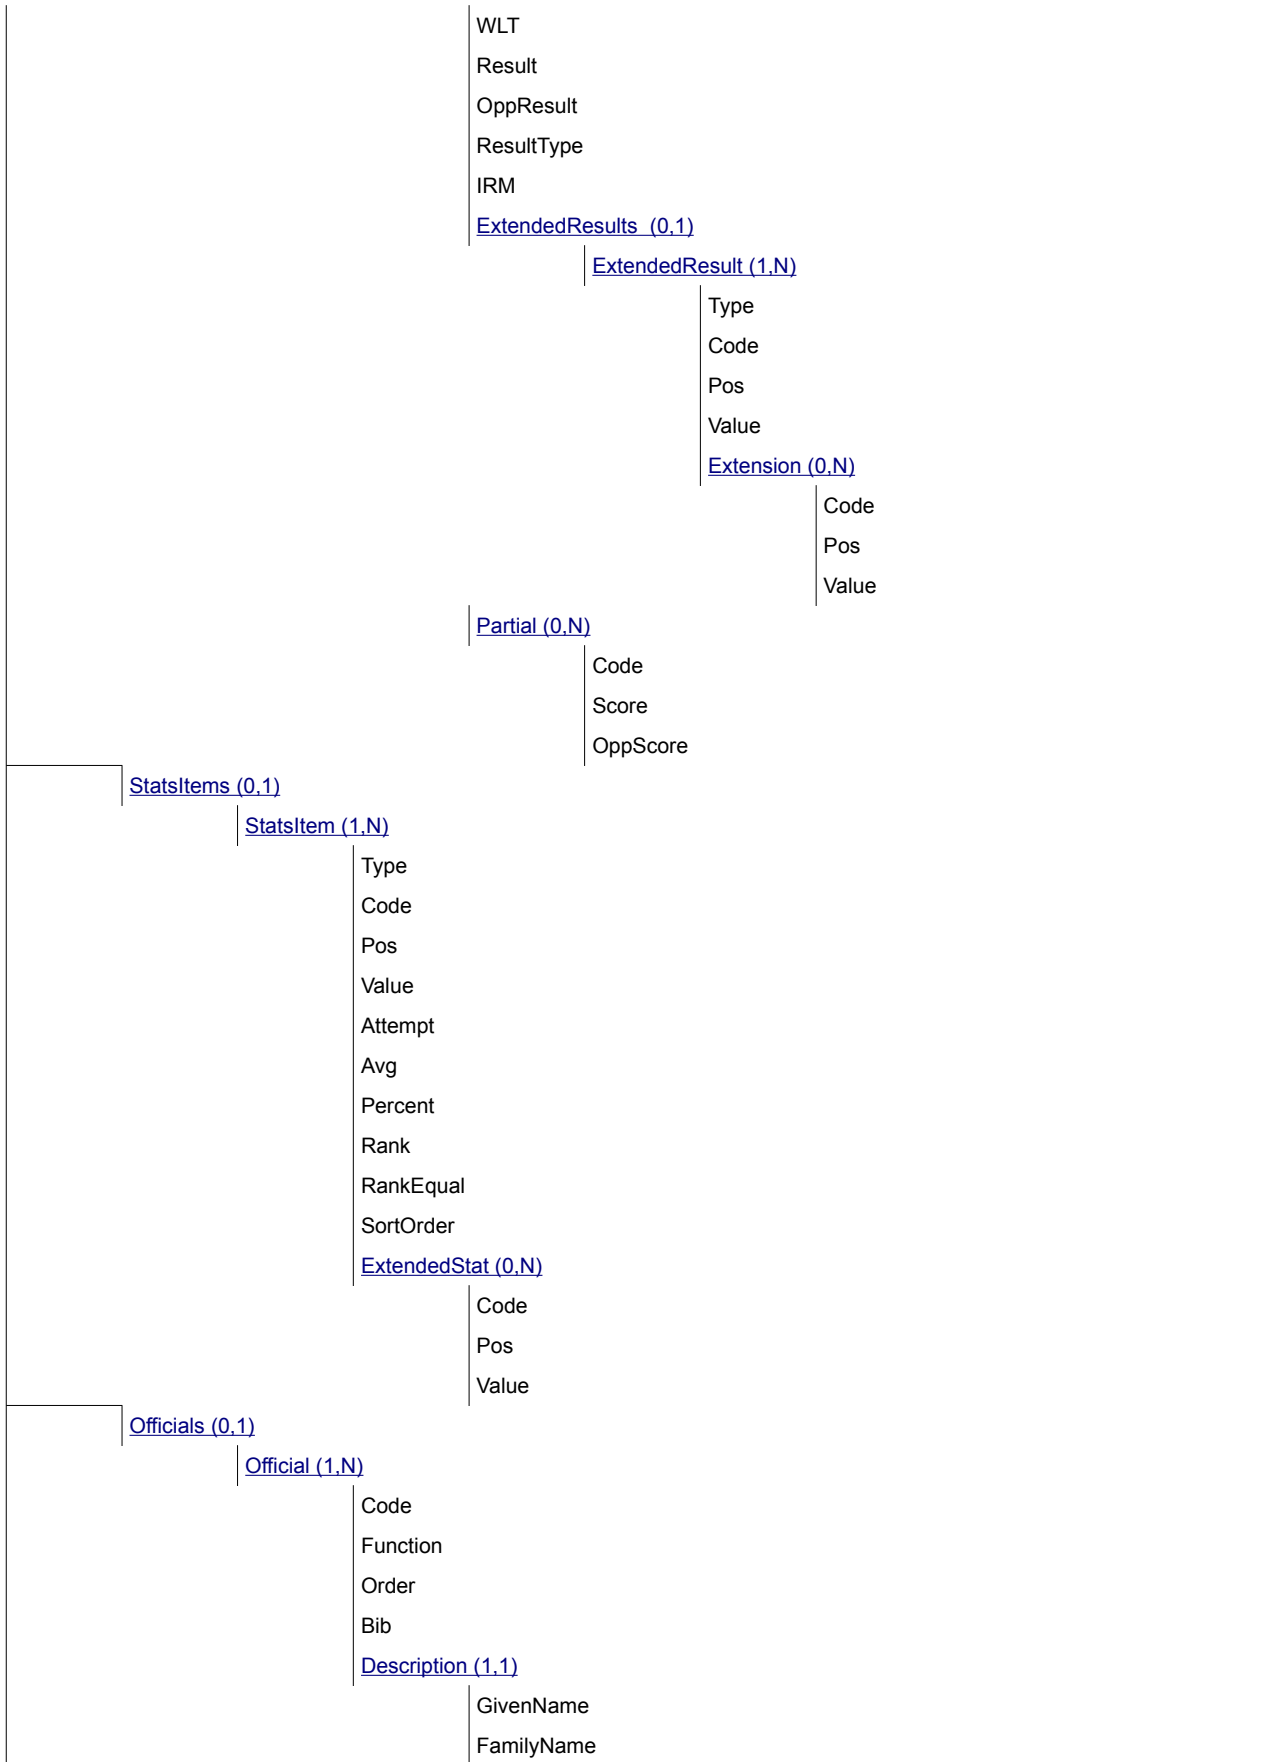 WLT
Result
OppResult
ResultType
IRM
ExtendedResults  (0,1)
ExtendedResult (1,N)
Type
Code
Pos
Value
Extension (0,N)
Code
Pos
Value
Partial (0,N)
Code
Score
OppScore
StatsItems (0,1)
StatsItem (1,N)
Type
Code
Pos
Value
Attempt
Avg
Percent
Rank
RankEqual
SortOrder
ExtendedStat (0,N)
Code
Pos
Value
Officials (0,1)
Official (1,N)
Code
Function
Order
Bib
Description (1,1)
GivenName
FamilyName